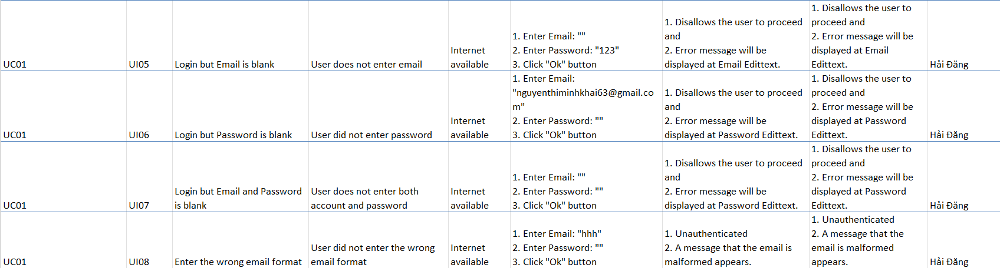 UC01
UI05
Login but Email is blank
User does not enter email
Internet
available
1. Enter Email: ""
2. Enter Password: "123"
3. Click "Ok" button
1. Disallows the user to proceed
and
2. Error message will be
displayed at Email Edittext.
1. Disallows the user to
proceed and
2. Error message will be
displayed at Email
Edittext.
Hải Đăng
UC01
UI06
Login but Password is blank
User did not enter password
Internet
available
1. Enter Email:
"nguyenthiminhkhai63@gmail.co
m"
2. Enter Password: ""
3. Click "Ok" button
1. Disallows the user to proceed
and
2. Error message will be
displayed at Password Edittext.
1. Disallows the user to
proceed and
2. Error message will be
displayed at Password
Edittext.
Hải Đăng
UC01
UI07
Login but Email and Password
is blank
User does not enter both
account and password
Internet
available
1. Enter Email: ""
2. Enter Password: ""
3. Click "Ok" button
1. Disallows the user to proceed
and
2. Error message will be
displayed at Password Edittext.
1. Disallows the user to
proceed and
2. Error message will be
displayed at Password
Edittext.
Hải Đăng
UC01
UI08
Enter the wrong email format
User did not enter the wrong
email format
Internet
available
1. Enter Email: "hhh"
2. Enter Password: ""
3. Click "Ok" button
1. Unauthenticated
2. A message that the email is
malformed appears.
1. Unauthenticated
2. A message that the
email is malformed
appears.
Hải Đăng